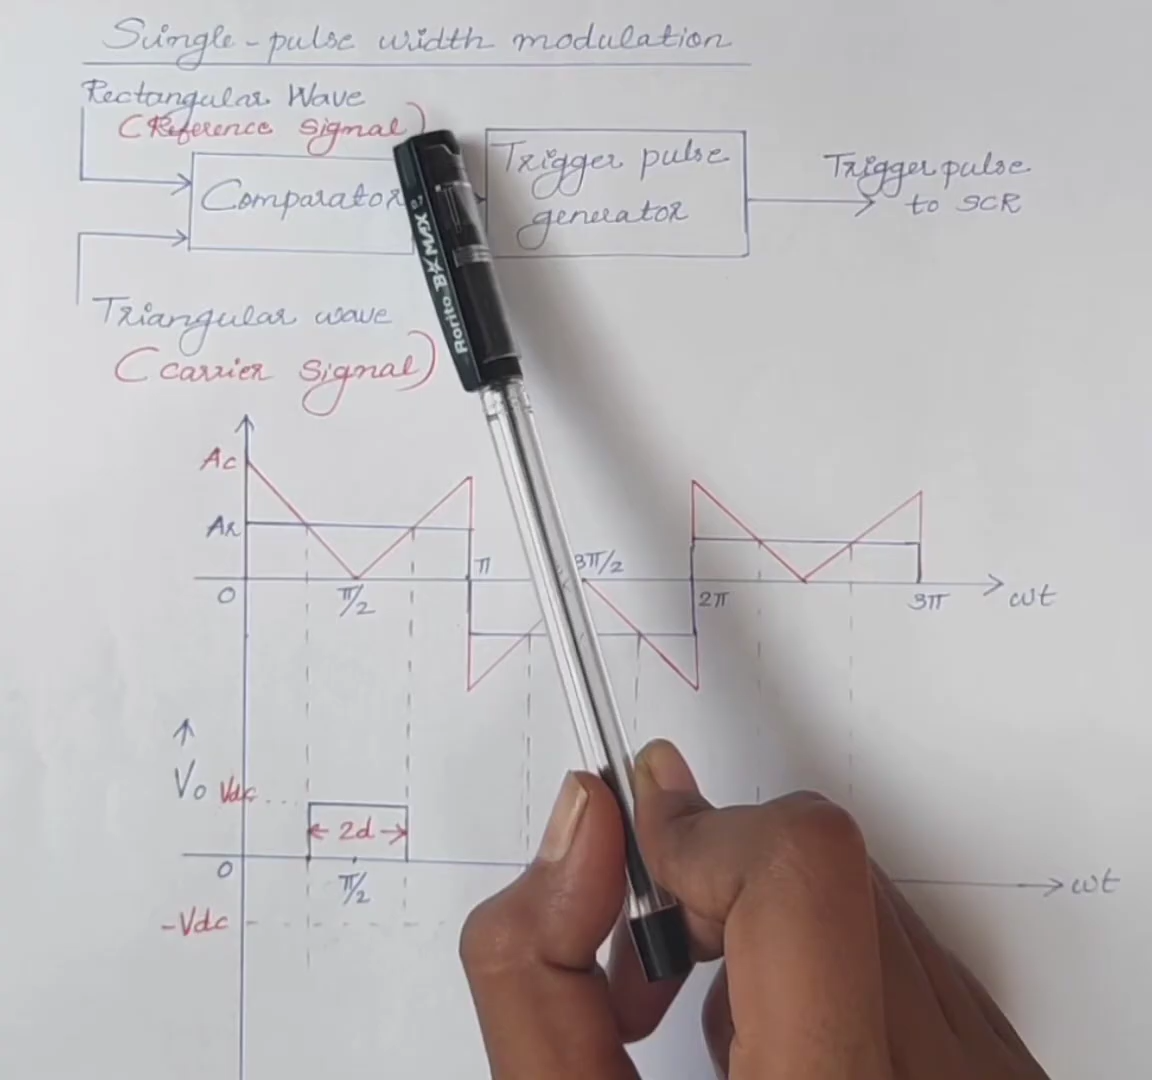 Single-pulse width modulation
Rectangular Wave
(Reference signal)
Comparator
Trigger pulse
generator
Trigger pulse
to SCR
Triangular wave
(carrier signal)
Rorito B★MAX
Ac
Ar
0
π/2
π
3π/2
2π
3π
ωt
Vo Vdc
2d
0
π/2
ωt
-Vdc